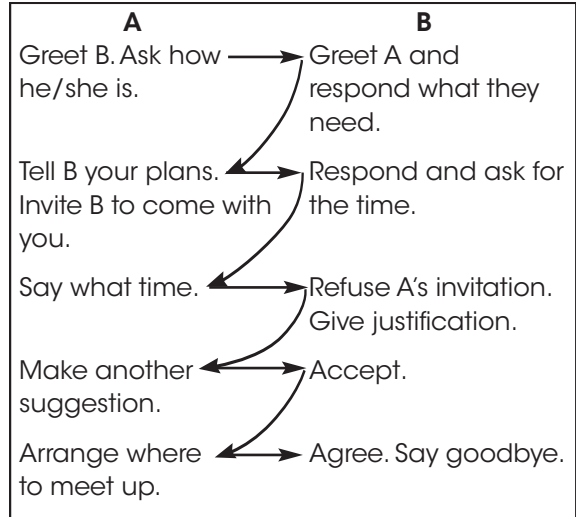 A
B
Greet B. Ask how
he/she is.
Greet A and
respond what they
need.
Tell B your plans.
Invite B to come with
you.
Respond and ask for
the time.
Say what time.
Refuse A's invitation.
Give justification.
Make another
suggestion.
Accept.
Arrange where
to meet up.
Agree. Say goodbye.